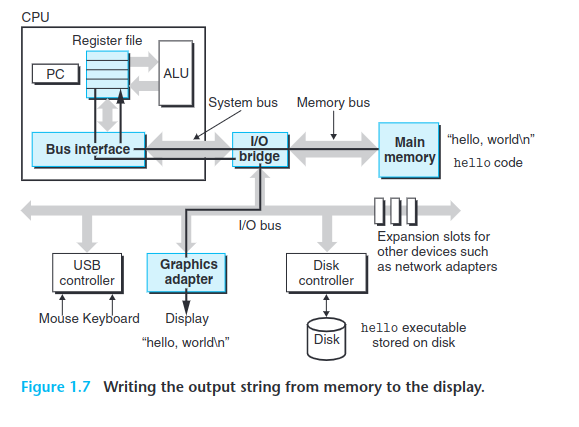 CPU
Register file
PC
ALU
System bus
Memory bus
Bus interface
I/O
bridge
Main
memory
"hello, world\n"
hello code
I/O bus
Expansion slots for
other devices such
as network adapters
USB
controller
Graphics
adapter
Disk
controller
Mouse Keyboard
Display
"hello, world\n"
Disk
hello executable
stored on disk
Figure 1.7 Writing the output string from memory to the display.